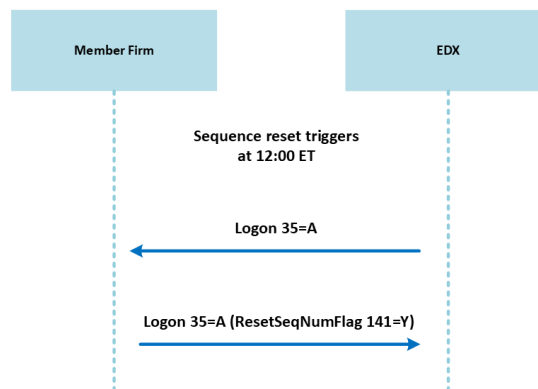 Member Firm
EDX
Sequence reset triggers
at 12:00 ET
Logon 35=A
Logon 35=A (ResetSeqNumFlag 141=Y)